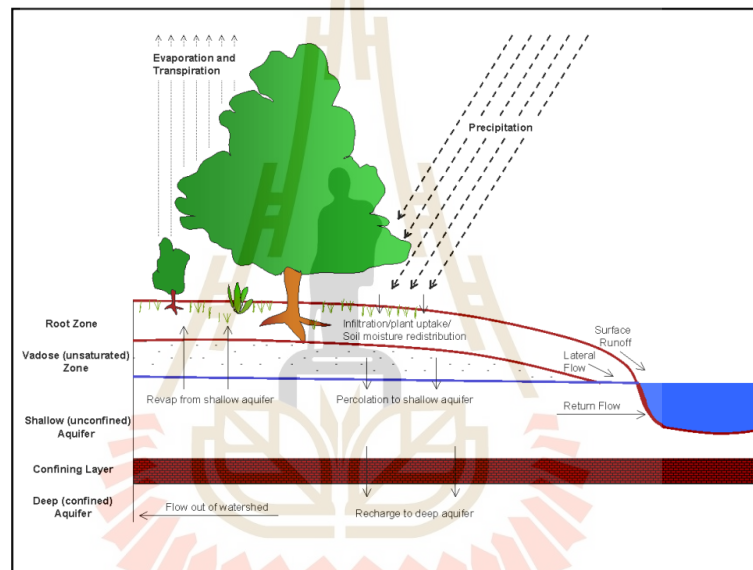 Evaporation and
Transpiration
Precipitation
Root Zone
Infiltration/plant uptake/
Soil moisture redistribution
Surface
Runoff
Vadose (unsaturated)
Zone
Lateral
Flow
Revap from shallow aquifer
Percolation to shallow aquifer
Shallow (unconfined)
Aquifer
Return Flow
Confining Layer
Deep (confined)
Aquifer
Flow out of watershed
Recharge to deep aquifer